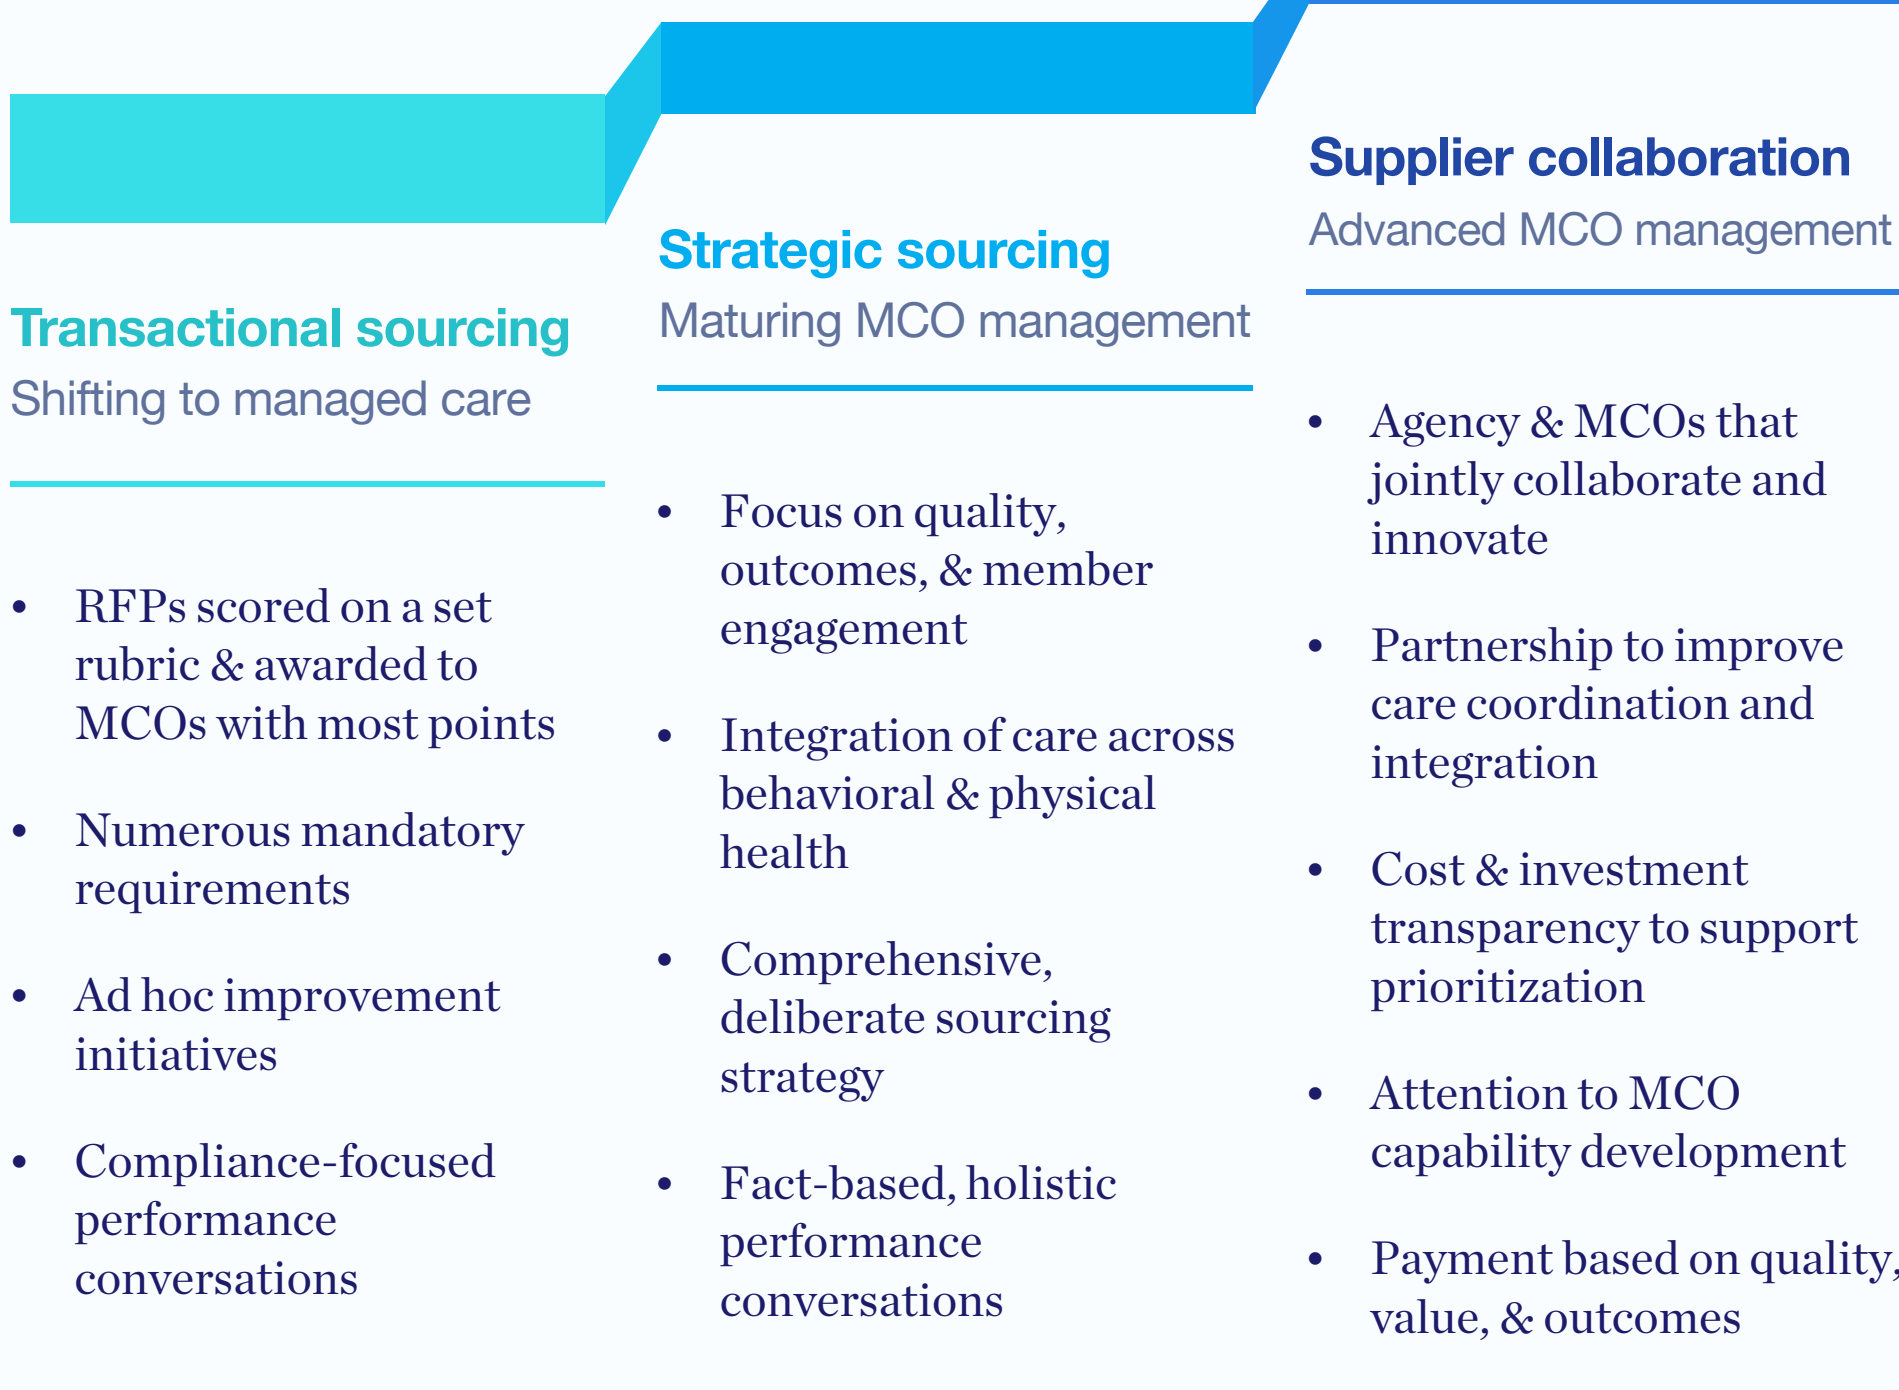 Transactional sourcing
Shifting to managed care
• RFPs scored on a set
rubric & awarded to
MCOs with most points
• Numerous mandatory
requirements
• Ad hoc improvement
initiatives
• Compliance-focused
performance
conversations
Strategic sourcing
Maturing MCO management
• Focus on quality,
outcomes, & member
engagement
• Integration of care across
behavioral & physical
health
• Comprehensive,
deliberate sourcing
strategy
• Fact-based, holistic
performance
conversations
Supplier collaboration
Advanced MCO management
• Agency & MCOs that
jointly collaborate and
innovate
• Partnership to improve
care coordination and
integration
• Cost & investment
transparency to support
prioritization
• Attention to MCO
capability development
• Payment based on quality,
value, & outcomes